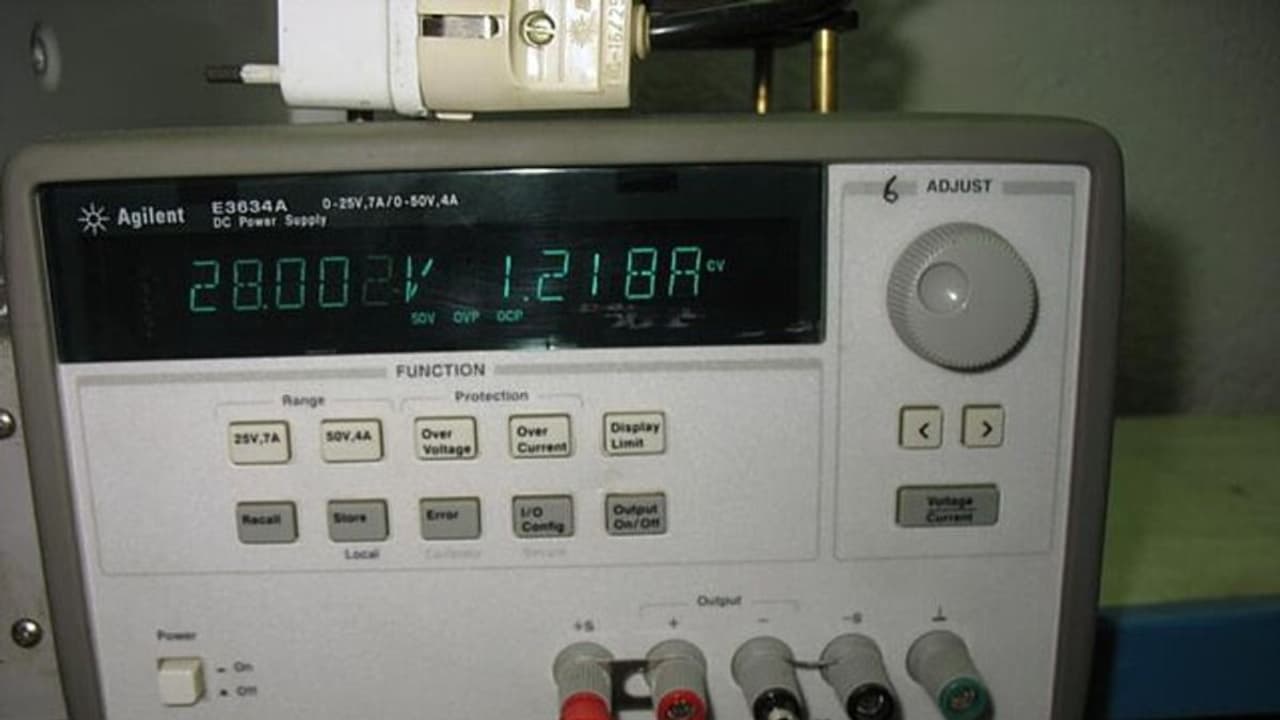 Agilent E3634A 0-25V,7A/0-50V,4A
DC Power Supply
28.002V 1.218A CV
50V OVP OCP
6 ADJUST
FUNCTION
Range Protection
25V,7A 50V,4A Over Voltage Over Current Display Limit
< >
Recall Store Error I/O Config Output On/Off
Voltage Current
Local Calibrate Secure
Output
+S + - -S ⊥
Power
On
Off